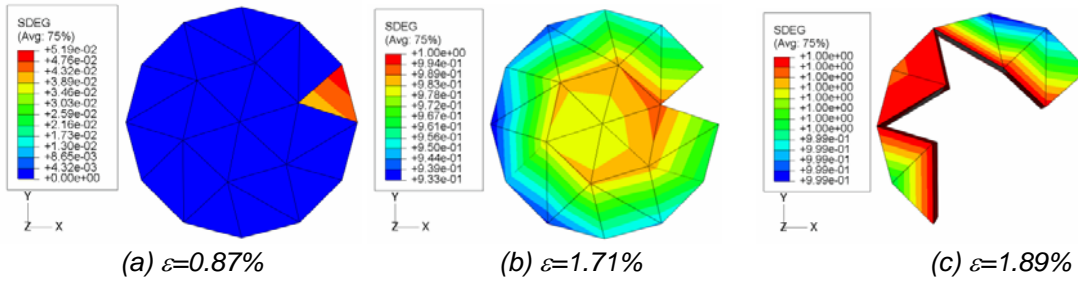 SDEG
(Avg: 75%)
+5.19e-02
+4.76e-02
+4.32e-02
+3.89e-02
+3.46e-02
+3.03e-02
+2.59e-02
+2.16e-02
+1.73e-02
+1.30e-02
+8.65e-03
+4.32e-03
+0.00e+00
Y
Z X
(a) ε=0.87%
SDEG
(Avg: 75%)
+1.00e+00
+9.94e-01
+9.89e-01
+9.83e-01
+9.78e-01
+9.72e-01
+9.67e-01
+9.61e-01
+9.56e-01
+9.50e-01
+9.44e-01
+9.39e-01
+9.33e-01
Y
Z X
(b) ε=1.71%
SDEG
(Avg: 75%)
+1.00e+00
+1.00e+00
+1.00e+00
+1.00e+00
+1.00e+00
+1.00e+00
+1.00e+00
+1.00e+00
+1.00e+00
+9.99e-01
+9.99e-01
+9.99e-01
+9.99e-01
Y
Z X
(c) ε=1.89%